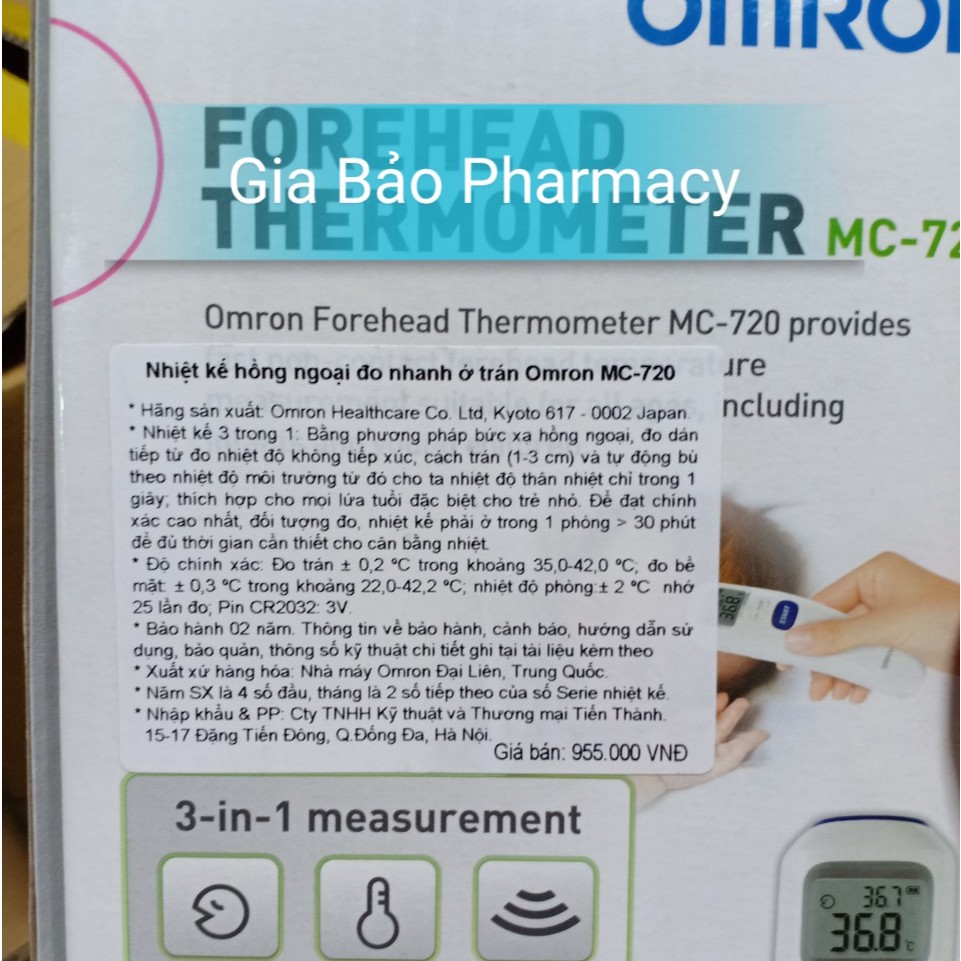 OMRON
FOREHEAD
Gia Bảo Pharmacy
THERMOMETER MC-72
Omron Forehead Thermometer MC-720 provides
ure
ncluding
Nhiệt kế hồng ngoại đo nhanh ở trán Omron MC-720
* Hãng sản xuất: Omron Healthcare Co. Ltd, Kyoto 617 - 0002 Japan.
* Nhiệt kế 3 trong 1: Bằng phương pháp bức xạ hồng ngoại, đo dán
tiếp từ đo nhiệt độ không tiếp xúc, cách trán (1-3 cm) và tự động bù
theo nhiệt độ môi trường từ đó cho ta nhiệt độ thân nhiệt chỉ trong 1
giây; thích hợp cho mọi lứa tuổi đặc biệt cho trẻ nhỏ. Để đạt chính
xác cao nhất, đối tượng đo, nhiệt kế phải ở trong 1 phòng > 30 phút
để đủ thời gian cần thiết cho cân bằng nhiệt.
* Độ chính xác: Đo trán ± 0,2 ºC trong khoảng 35,0-42,0 ºC; đo bề
mặt: ± 0,3 ºC trong khoảng 22,0-42,2 ºC; nhiệt độ phòng:± 2 ºC nhớ
25 lần đo; Pin CR2032: 3V.
* Bảo hành 02 năm. Thông tin về bảo hành, cảnh báo, hướng dẫn sử
dụng, bảo quản, thông số kỹ thuật chi tiết ghi tại tài liệu kèm theo
* Xuất xứ hàng hóa: Nhà máy Omron Đại Liên, Trung Quốc.
* Năm SX là 4 số đầu, tháng là 2 số tiếp theo của số Serie nhiệt kế.
* Nhập khẩu & PP: Cty TNHH Kỹ thuật và Thương mại Tiến Thành.
15-17 Đặng Tiến Đông, Q.Đống Đa, Hà Nội.
Giá bán: 955.000 VNĐ
36.8
START
3-in-1 measurement
36.7
36.8 °C